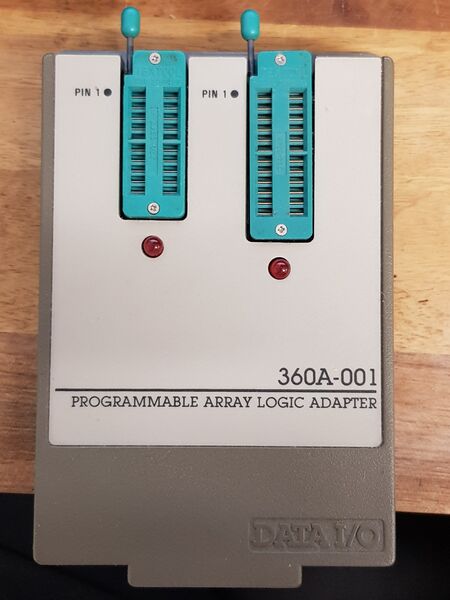 PIN 1
PIN 1
360A-001
PROGRAMMABLE ARRAY LOGIC ADAPTER
DATA I/O